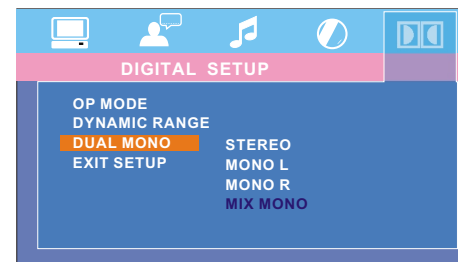 DIGITAL SETUP
OP MODE
DYNAMIC RANGE
DUAL MONO
EXIT SETUP
STEREO
MONO L
MONO R
MIX MONO